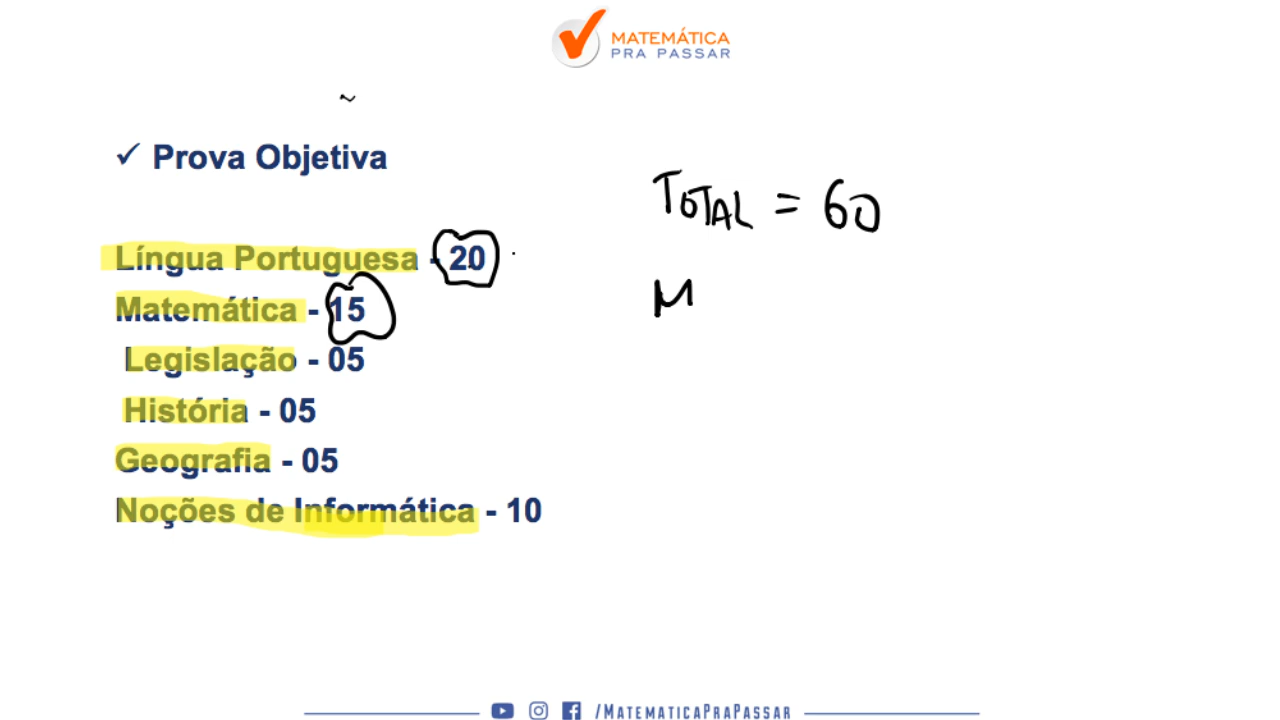 MATEMÁTICA
PRA PASSAR
✓ Prova Objetiva
TOTAL = 60
Língua Portuguesa - 20
Matemática - 15
M
Legislação - 05
História - 05
Geografia - 05
Noções de Informática - 10
/MATEMATICAPRAPASSAR